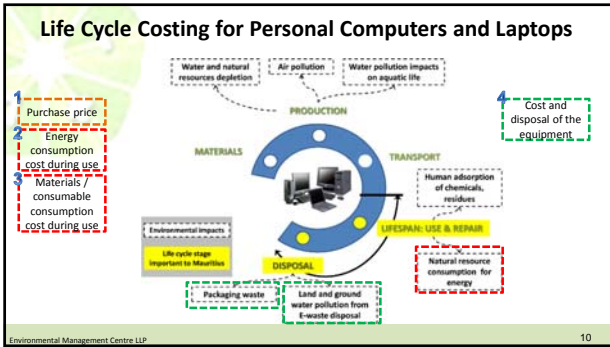 Life Cycle Costing for Personal Computers and Laptops
Water and natural
resources depletion
Air pollution
Water pollution impacts
on aquatic life
1
Purchase price
2
Energy
consumption
cost during use
3
Materials /
consumable
consumption
cost during use
4
Cost and
disposal of the
equipment
PRODUCTION
MATERIALS
TRANSPORT
Human adsorption
of chemicals,
residues
Environmental impacts
Life cycle stage
important to Mauritius
LIFESPAN: USE & REPAIR
DISPOSAL
Natural resource
consumption for
energy
Packaging waste
Land and ground
water pollution from
E-waste disposal
Environmental Management Centre LLP
10